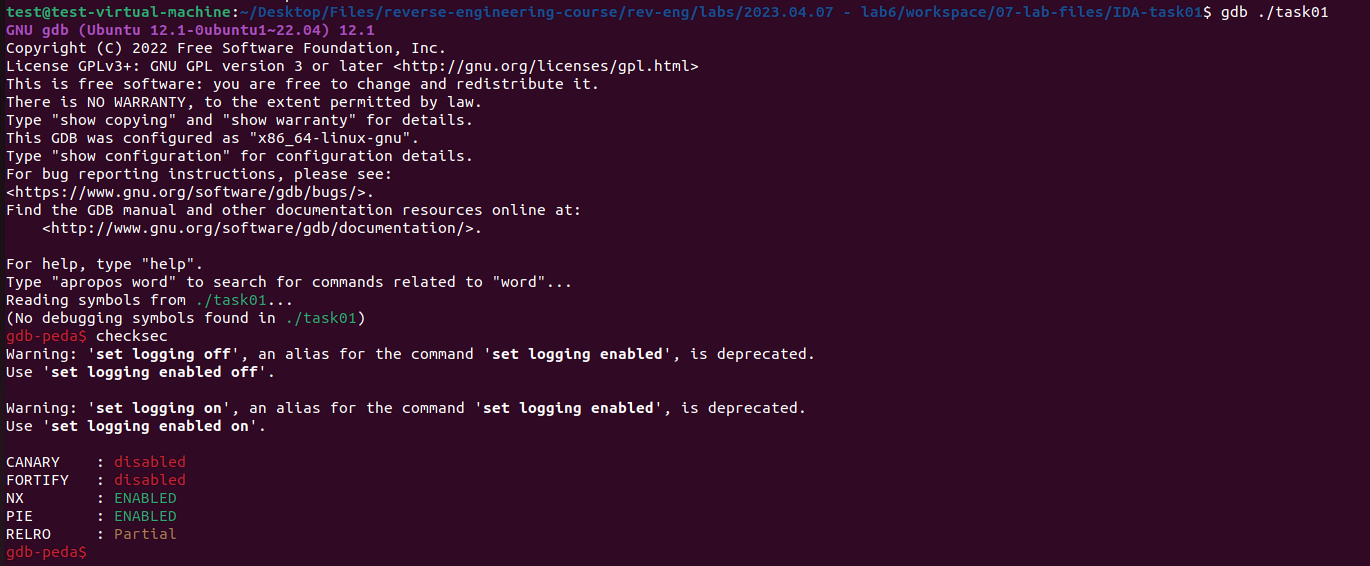 test@test-virtual-machine:~/Desktop/Files/reverse-engineering-course/rev-eng/labs/2023.04.07 - lab6/workspace/07-lab-files/IDA-task01$ gdb ./task01
GNU gdb (Ubuntu 12.1-0ubuntu1~22.04) 12.1
Copyright (C) 2022 Free Software Foundation, Inc.
License GPLv3+: GNU GPL version 3 or later <http://gnu.org/licenses/gpl.html>
This is free software: you are free to change and redistribute it.
There is NO WARRANTY, to the extent permitted by law.
Type "show copying" and "show warranty" for details.
This GDB was configured as "x86_64-linux-gnu".
Type "show configuration" for configuration details.
For bug reporting instructions, please see:
<https://www.gnu.org/software/gdb/bugs/>.
Find the GDB manual and other documentation resources online at:
    <http://www.gnu.org/software/gdb/documentation/>.

For help, type "help".
Type "apropos word" to search for commands related to "word"...
Reading symbols from ./task01...
(No debugging symbols found in ./task01)
gdb-peda$ checksec
Warning: 'set logging off', an alias for the command 'set logging enabled', is deprecated.
Use 'set logging enabled off'.

Warning: 'set logging on', an alias for the command 'set logging enabled', is deprecated.
Use 'set logging enabled on'.

CANARY    : disabled
FORTIFY   : disabled
NX        : ENABLED
PIE       : ENABLED
RELRO     : Partial
gdb-peda$